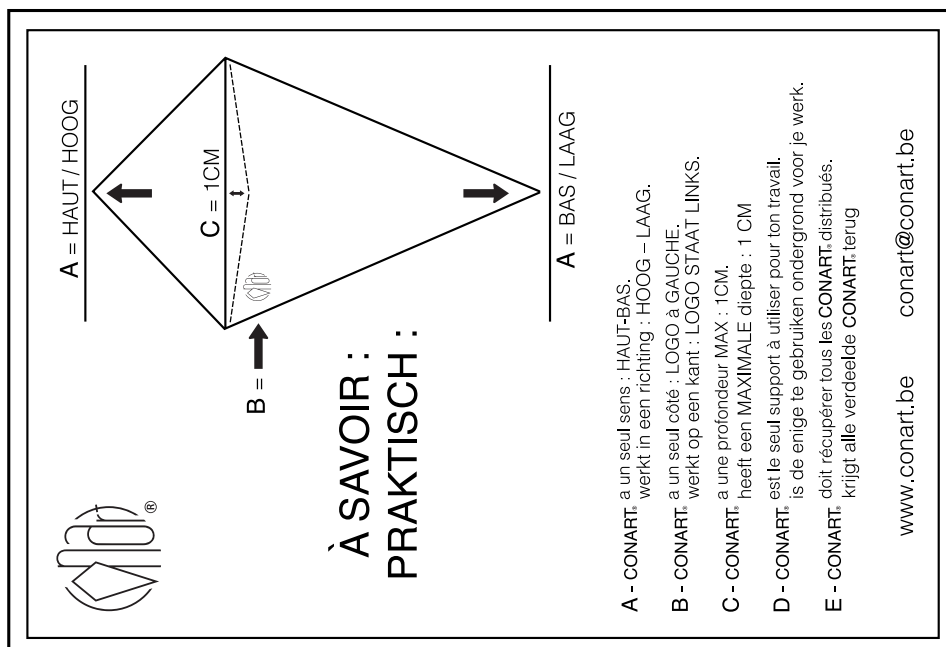 A = HAUT / HOOG
C = 1CM
B =
A = BAS / LAAG
®
À SAVOIR :
PRAKTISCH :
A - CONART® a un seul sens : HAUT-BAS.
werkt in een richting : HOOG – LAAG.
B - CONART® a un seul côté : LOGO à GAUCHE.
werkt op een kant : LOGO STAAT LINKS.
C - CONART® a une profondeur MAX : 1CM.
heeft een MAXIMALE diepte : 1 CM
D - CONART® est le seul support à utiliser pour ton travail.
is de enige te gebruiken ondergrond voor je werk.
E - CONART® doit récupérer tous les CONART® distribués.
krijgt alle verdeelde CONART® terug
www.conart.be conart@conart.be